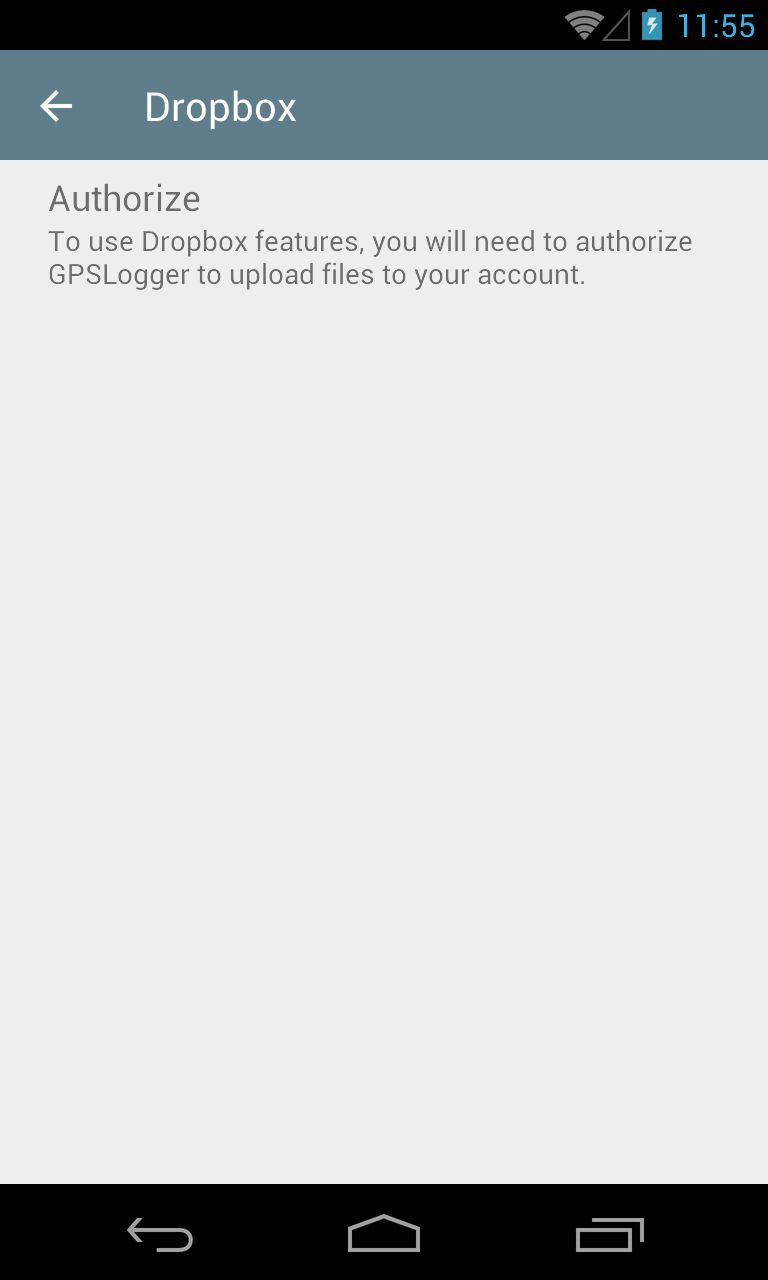 11:55
Dropbox
Authorize
To use Dropbox features, you will need to authorize
GPSLogger to upload files to your account.